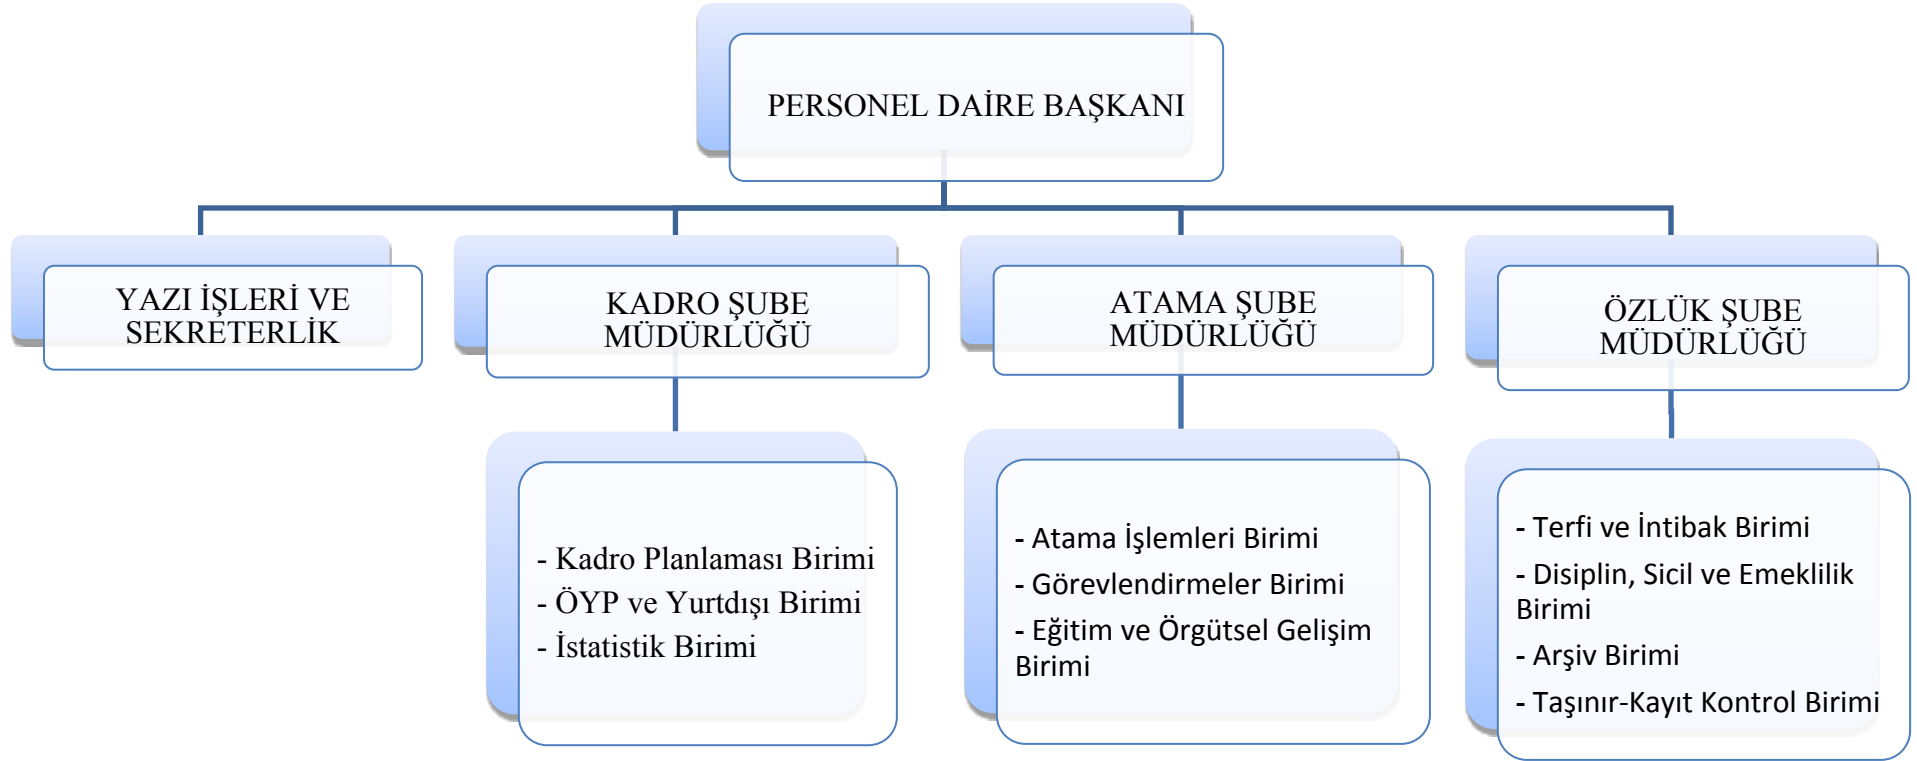 PERSONEL DAİRE BAŞKANI
YAZI İŞLERİ VE
SEKRETERLİK
KADRO ŞUBE
MÜDÜRLÜĞÜ
ATAMA ŞUBE
MÜDÜRLÜĞÜ
ÖZLÜK ŞUBE
MÜDÜRLÜĞÜ
- Kadro Planlaması Birimi
- ÖYP ve Yurtdışı Birimi
- İstatistik Birimi
- Atama İşlemleri Birimi
- Görevlendirmeler Birimi
- Eğitim ve Örgütsel Gelişim
Birimi
- Terfi ve İntibak Birimi
- Disiplin, Sicil ve Emeklilik
Birimi
- Arşiv Birimi
- Taşınır-Kayıt Kontrol Birimi